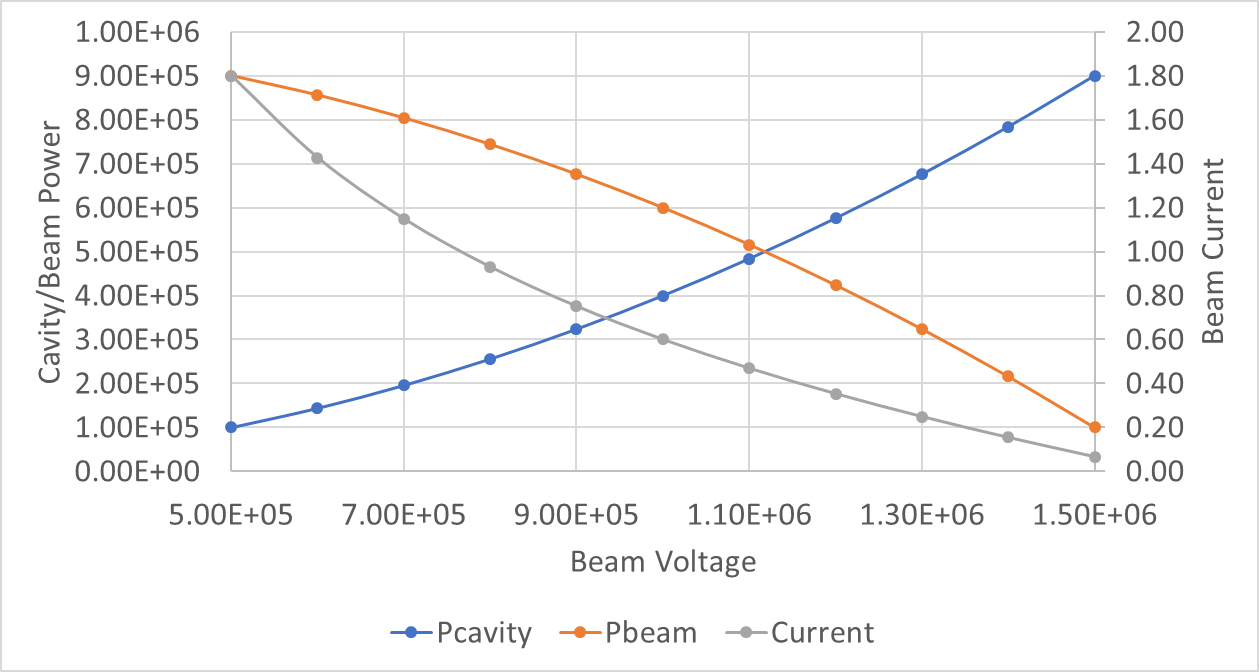 1.00E+06
9.00E+05
8.00E+05
7.00E+05
6.00E+05
5.00E+05
4.00E+05
3.00E+05
2.00E+05
1.00E+05
0.00E+00
Cavity/Beam Power
2.00
1.80
1.60
1.40
1.20
1.00
0.80
0.60
0.40
0.20
0.00
Beam Current
5.00E+05 7.00E+05 9.00E+05 1.10E+06 1.30E+06 1.50E+06
Beam Voltage
Pcavity Pbeam Current